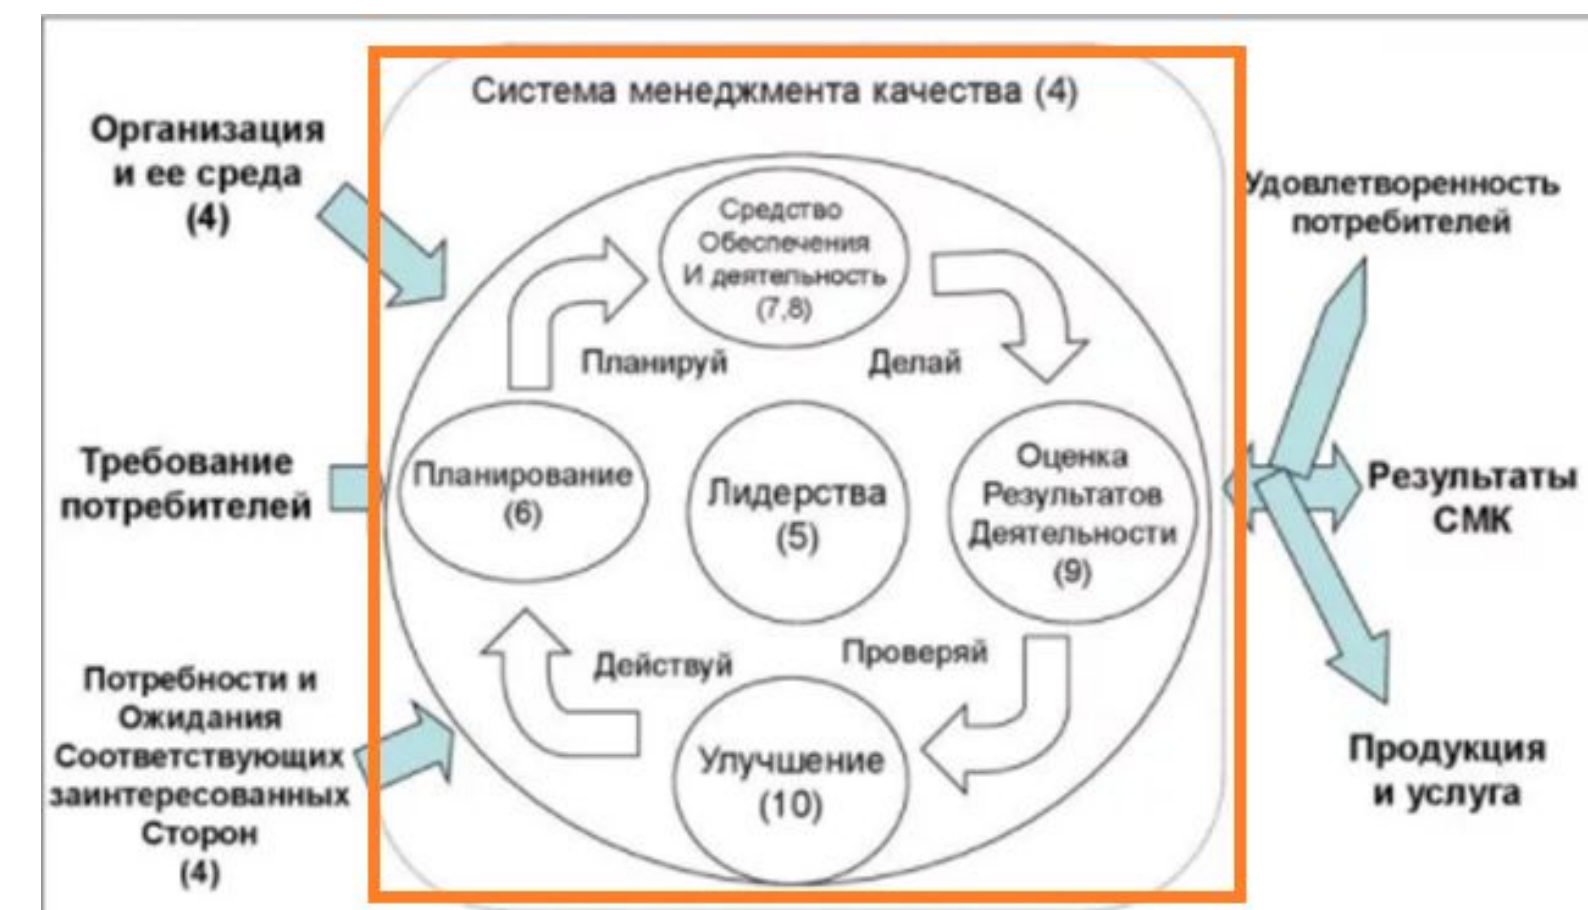 Система менеджмента качества (4)
Организация
и ее среда
(4)
Требование
потребителей
Потребности и
Ожидания
Соответствующих
заинтересованных
Сторон
(4)
Средство
Обеспечения
И деятельность
(7,8)
Планируй
Делай
Планирование
(6)
Лидерства
(5)
Оценка
Результатов
Деятельности
(9)
Действуй
Проверяй
Улучшение
(10)
Удовлетворенность
потребителей
Результаты
СМК
Продукция
и услуга